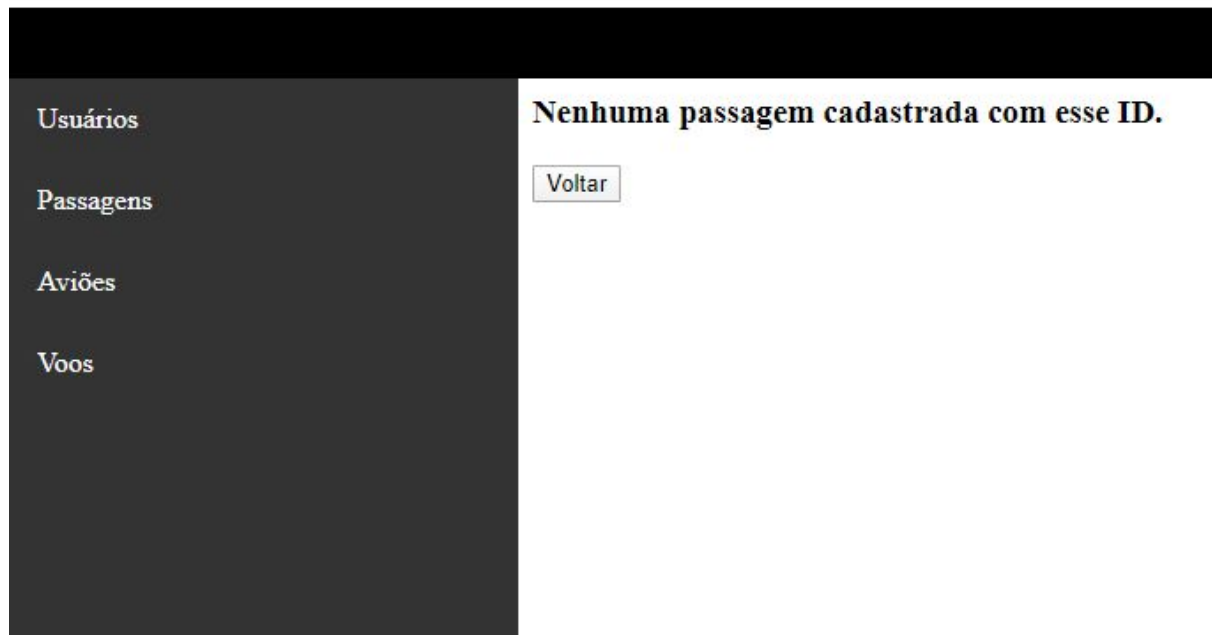 Usuários
Passagens
Aviões
Voos
Nenhuma passagem cadastrada com esse ID.
Voltar